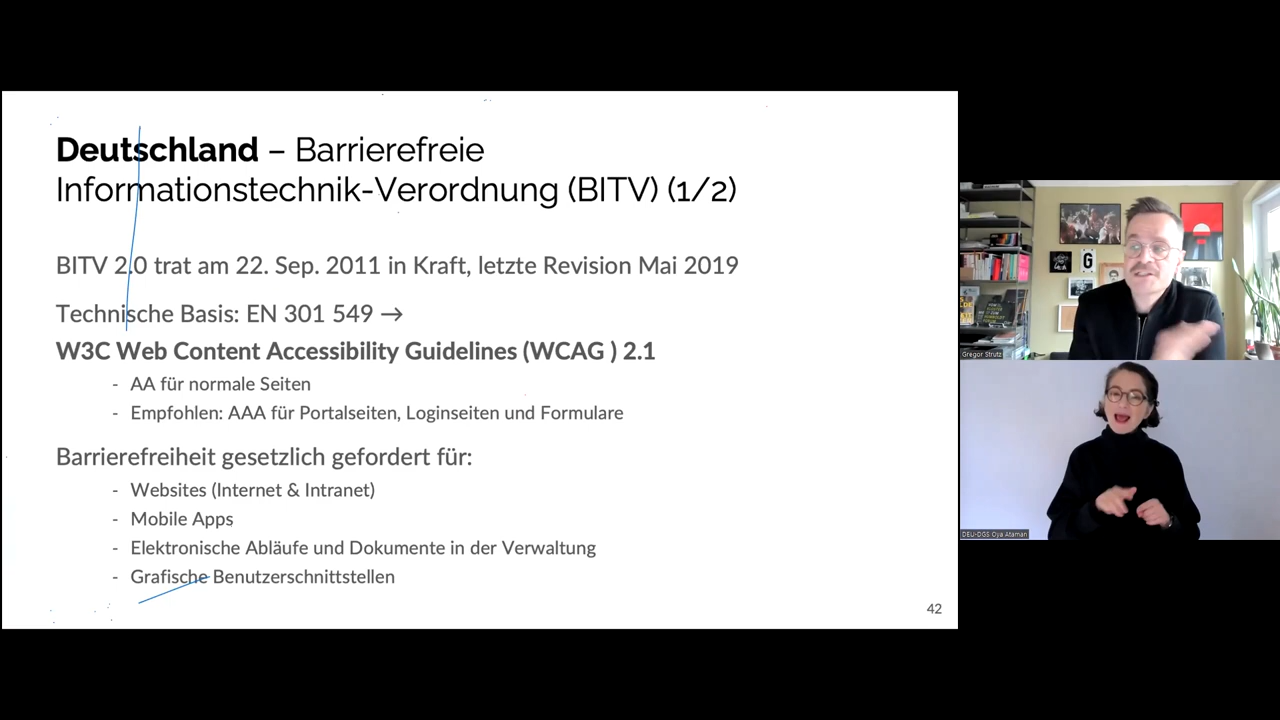 Deutschland – Barrierefreie
Informationstechnik-Verordnung (BITV) (1/2)
BITV 2.0 trat am 22. Sep. 2011 in Kraft, letzte Revision Mai 2019
Technische Basis: EN 301 549 →
W3C Web Content Accessibility Guidelines (WCAG ) 2.1
- AA für normale Seiten
- Empfohlen: AAA für Portalseiten, Loginseiten und Formulare
Barrierefreiheit gesetzlich gefordert für:
- Websites (Internet & Intranet)
- Mobile Apps
- Elektronische Abläufe und Dokumente in der Verwaltung
- Grafische Benutzerschnittstellen
42
G
Gregor Strutz
DEU-DGS Oya Ataman